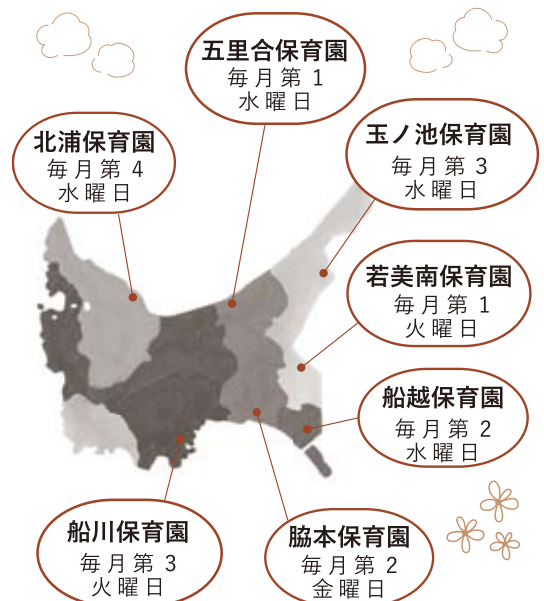 五里合保育園
毎月第1
水曜日
北浦保育園
毎月第4
水曜日
玉ノ池保育園
毎月第3
水曜日
若美南保育園
毎月第1
火曜日
船越保育園
毎月第2
水曜日
船川保育園
毎月第3
火曜日
脇本保育園
毎月第2
金曜日